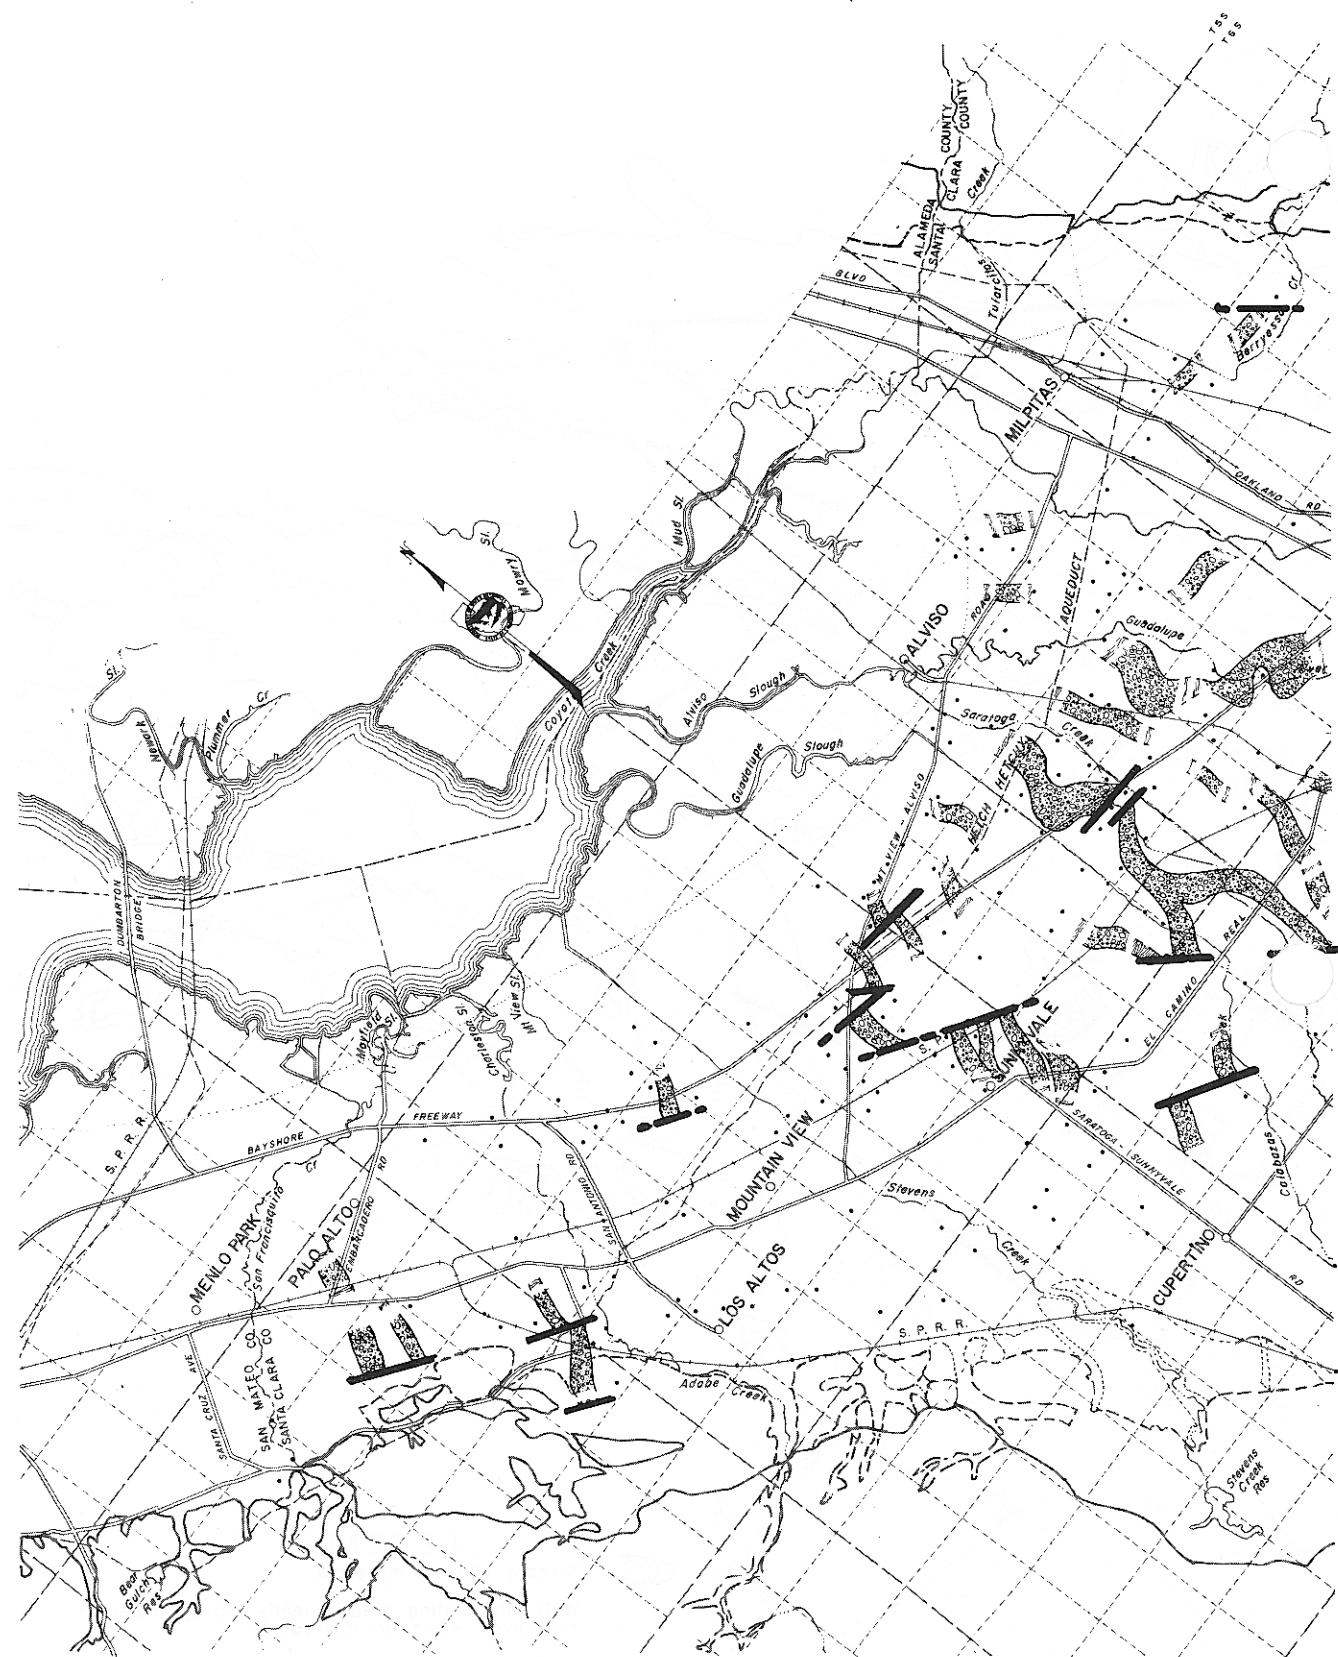 T 5 S
T 6 S
ALAMEDA COUNTY
SANTA CLARA COUNTY
Creek
Tularcitos
BLVD
Cr
Berryessa
MILPITAS
OAKLAND RD
Mud Sl.
Mowry Sl.
N
Coyote Creek
ALVISO
ROAD
AQUEDUCT
Guadalupe
River
Alviso Slough
Saratoga Creek
Guadalupe Slough
HETCH HETCHY
MT VIEW-ALVISO
Newark Sl.
Plummer Cr
DUMBARTON
BRIDGE
Mayfield Sl.
Charleston Sl.
Mt View Sl.
SUNNYVALE
EL CAMINO REAL
SARATOGA SUNNYVALE RD
Calabazas
Creek
S. P. R. R.
BAYSHORE FREEWAY
San Francisquito Cr
MENLO PARK
PALO ALTO
EMBARCADERO RD
SAN ANTONIO RD
MOUNTAIN VIEW
LOS ALTOS
Stevens Creek
CUPERTINO
S. P. R. R.
Adobe Creek
SANTA CRUZ AVE
SAN MATEO CO
SANTA CLARA CO
Bear
Gulch
Res
Stevens
Creek
Res